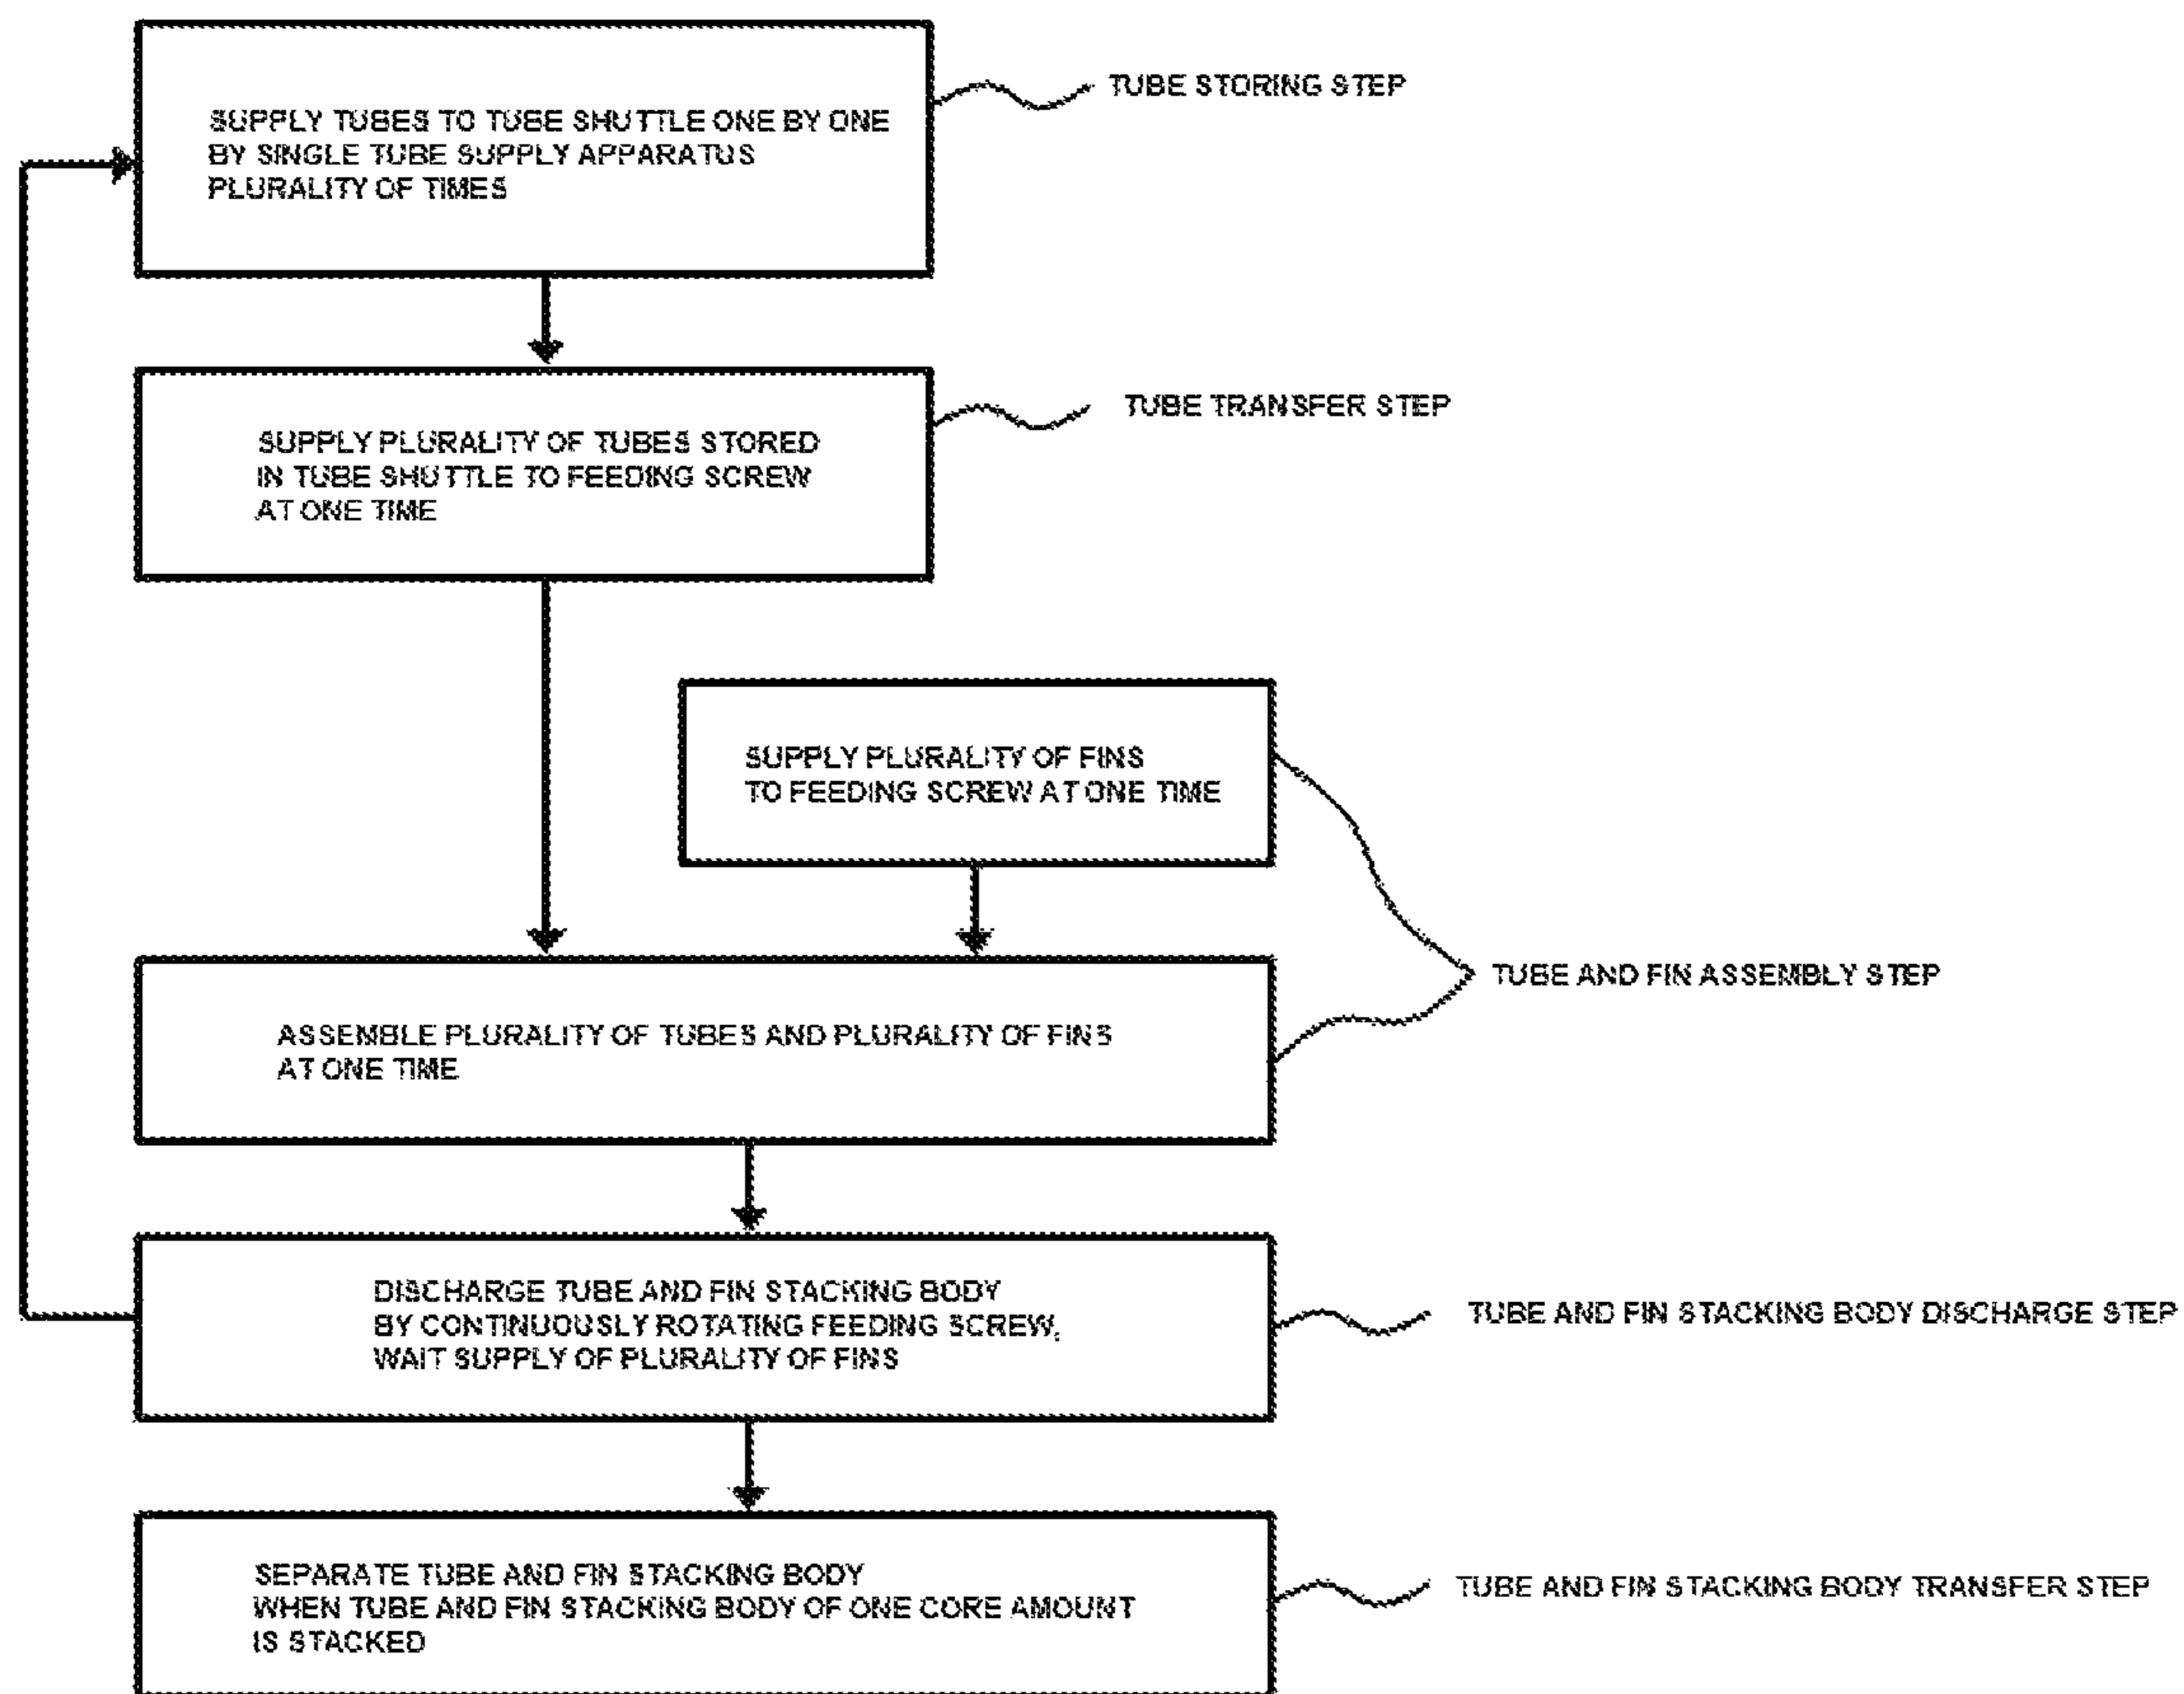 TUBE STORING STEP
SUPPLY TUBES TO TUBE SHUTTLE ONE BY ONE
BY SINGLE TUBE SUPPLY APPARATUS
PLURALITY OF TIMES
TUBE TRANSFER STEP
SUPPLY PLURALITY OF TUBES STORED
IN TUBE SHUTTLE TO FEEDING SCREW
AT ONE TIME
SUPPLY PLURALITY OF FINS
TO FEEDING SCREW AT ONE TIME
TUBE AND FIN ASSEMBLY STEP
ASSEMBLE PLURALITY OF TUBES AND PLURALITY OF FINS
AT ONE TIME
DISCHARGE TUBE AND FIN STACKING BODY
BY CONTINUOUSLY ROTATING FEEDING SCREW,
WAIT SUPPLY OF PLURALITY OF FINS
TUBE AND FIN STACKING BODY DISCHARGE STEP
SEPARATE TUBE AND FIN STACKING BODY
WHEN TUBE AND FIN STACKING BODY OF ONE CORE AMOUNT
IS STACKED
TUBE AND FIN STACKING BODY TRANSFER STEP